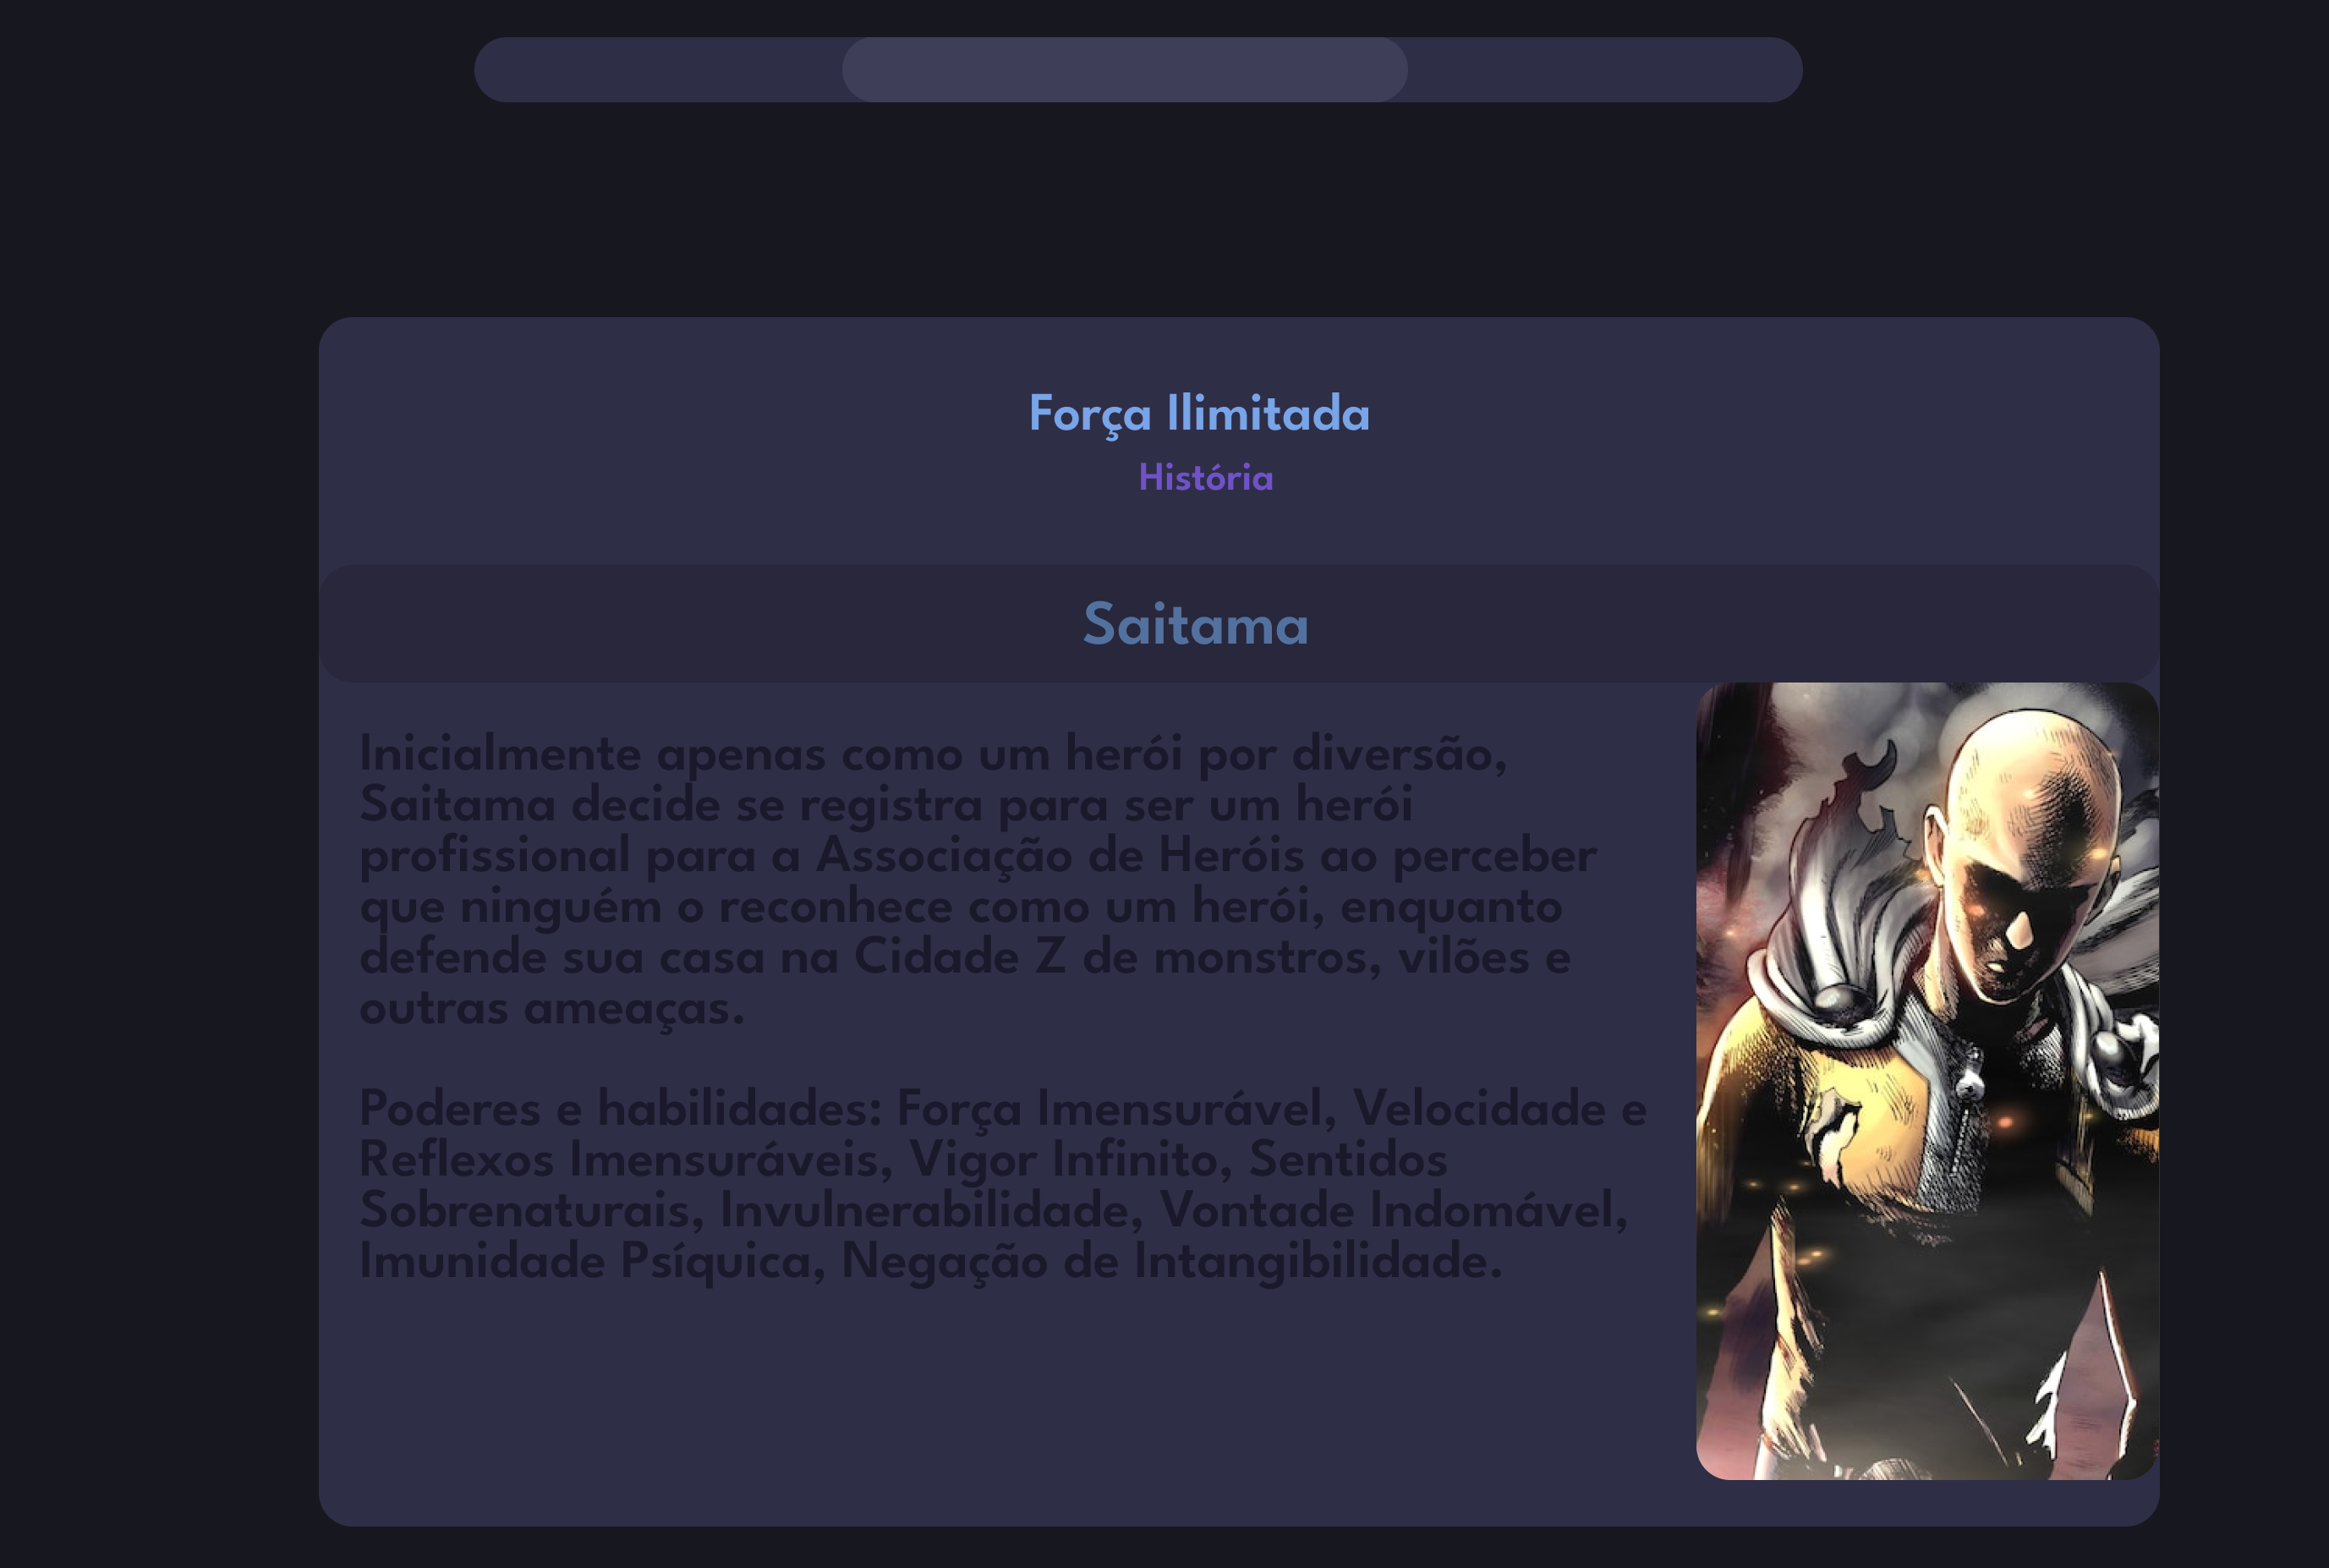 Força Ilimitada
História
Saitama
Inicialmente apenas como um herói por diversão,
Saitama decide se registra para ser um herói
profissional para a Associação de Heróis ao perceber
que ninguém o reconhece como um herói, enquanto
defende sua casa na Cidade Z de monstros, vilões e
outras ameaças.
Poderes e habilidades: Força Imensurável, Velocidade e
Reflexos Imensuráveis, Vigor Infinito, Sentidos
Sobrenaturais, Invulnerabilidade, Vontade Indomável,
Imunidade Psíquica, Negação de Intangibilidade.